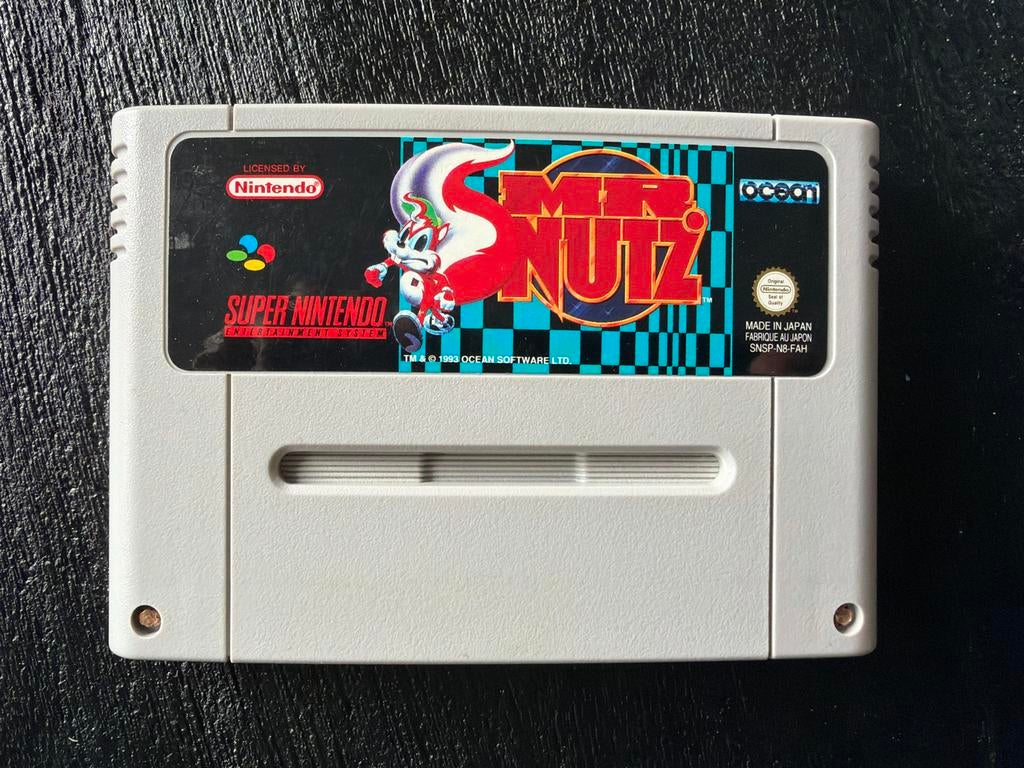 LICENSED BY
Nintendo
SUPER NINTENDO
ENTERTAINMENT SYSTEM
MR.
NUTZ
TM
TM & © 1993 OCEAN SOFTWARE LTD.
ocean
Original
Nintendo
Seal of
Quality
MADE IN JAPAN
FABRIQUE AU JAPON
SNSP-N8-FAH